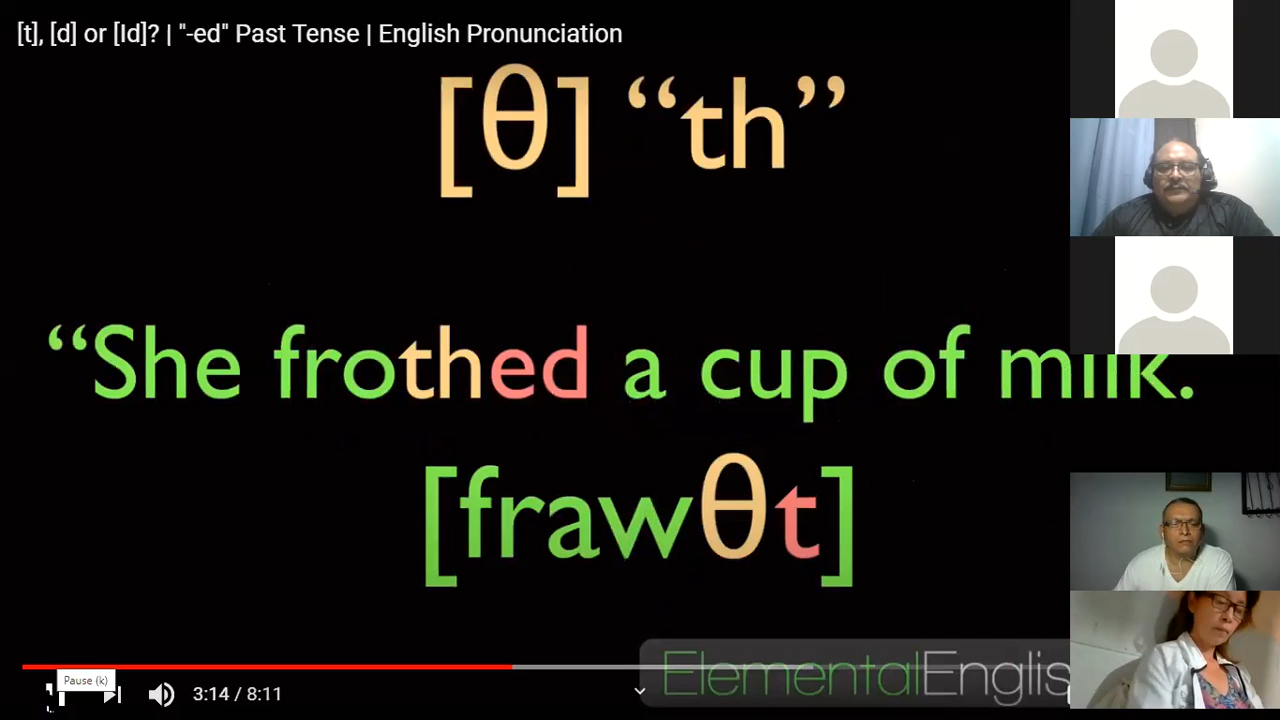 [t], [d] or [Id]? | "-ed" Past Tense | English Pronunciation
[θ] “th”
“She frothed a cup of milk.
[frawθt]
ElementalEnglis
Pause (k)
3:14 / 8:11